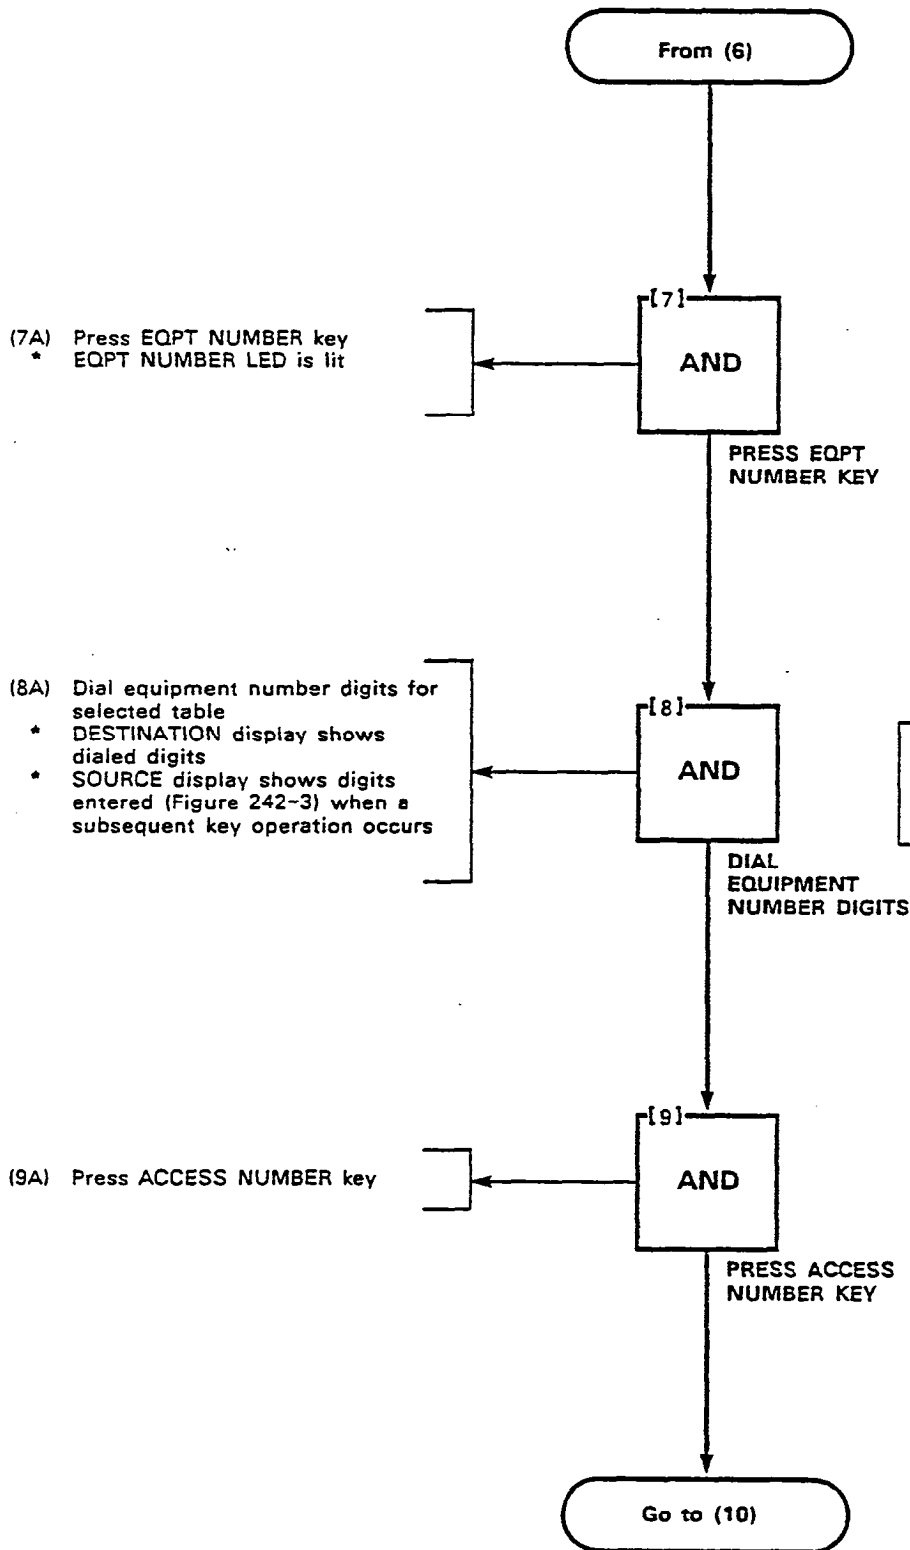 From (6)
[7]
AND
(7A) Press EQPT NUMBER key
* EQPT NUMBER LED is lit
PRESS EQPT
NUMBER KEY
[8]
AND
(8A) Dial equipment number digits for
selected table
* DESTINATION display shows
dialed digits
* SOURCE display shows digits
entered (Figure 242-3) when a
subsequent key operation occurs
DIAL
EQUIPMENT
NUMBER DIGITS
[9]
AND
(9A) Press ACCESS NUMBER key
PRESS ACCESS
NUMBER KEY
Go to (10)